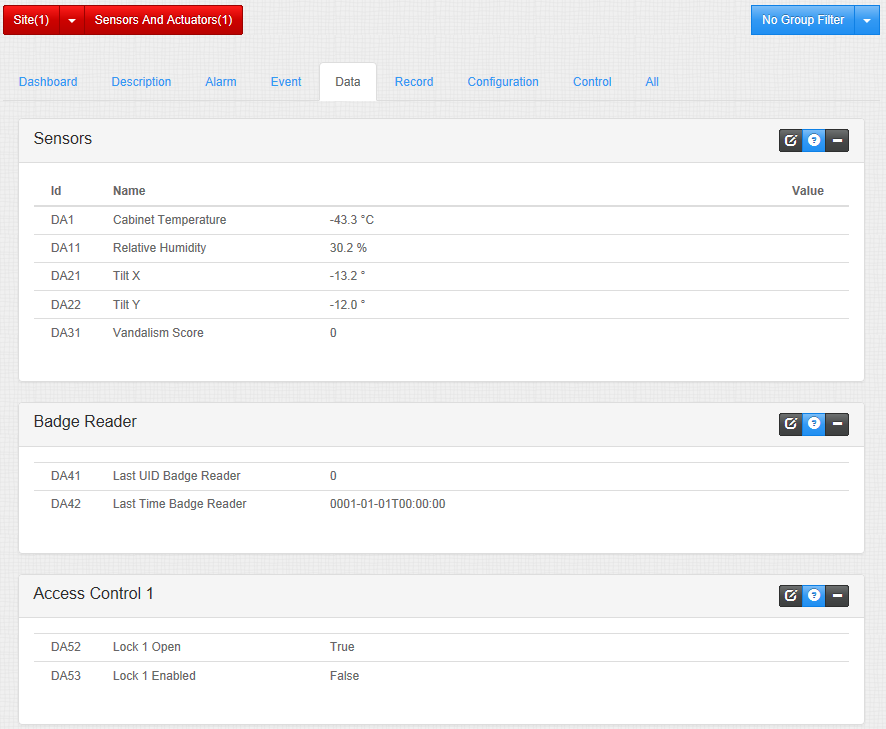 Site(1) Sensors And Actuators(1) No Group Filter
Dashboard Description Alarm Event Data Record Configuration Control All
Sensors
Id Name Value
DA1 Cabinet Temperature -43.3 °C
DA11 Relative Humidity 30.2 %
DA21 Tilt X -13.2 °
DA22 Tilt Y -12.0 °
DA31 Vandalism Score 0
Badge Reader
DA41 Last UID Badge Reader 0
DA42 Last Time Badge Reader 0001-01-01T00:00:00
Access Control 1
DA52 Lock 1 Open True
DA53 Lock 1 Enabled False